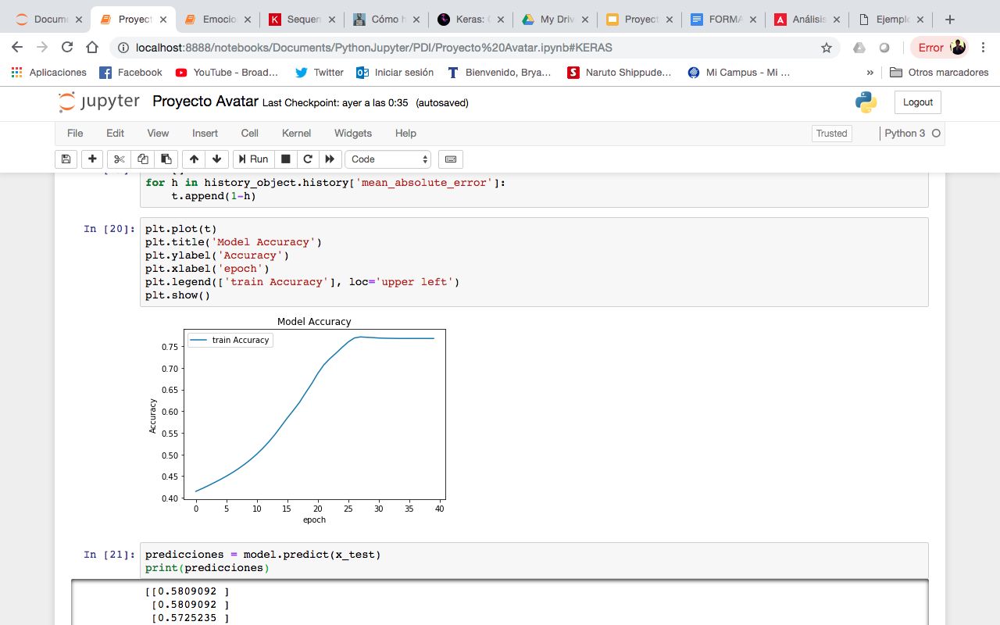 Docume
Proyect
Emocio
Sequen
Cómo h
Keras: 
My Driv
Proyect
FORMA
Análisis
Ejempl
localhost:8888/notebooks/Documents/PythonJupyter/PDI/Proyecto%20Avatar.ipynb#KERAS
Error
Aplicaciones
Facebook
YouTube - Broad...
Twitter
Iniciar sesión
Bienvenido, Brya...
Naruto Shippude...
Mi Campus - Mi ...
»
Otros marcadores
jupyter
Proyecto Avatar Last Checkpoint: ayer a las 0:35 (autosaved)
Logout
File Edit View Insert Cell Kernel Widgets Help
Trusted
Python 3
Run
Code
for h in history_object.history['mean_absolute_error']:
t.append(1-h)
In [20]:
plt.plot(t)
plt.title('Model Accuracy')
plt.ylabel('Accuracy')
plt.xlabel('epoch')
plt.legend(['train Accuracy'], loc='upper left')
plt.show()
Model Accuracy
train Accuracy
0.75
0.70
0.65
0.60
0.55
0.50
0.45
0.40
Accuracy
0 5 10 15 20 25 30 35 40
epoch
In [21]:
predicciones = model.predict(x_test)
print(predicciones)
[[0.5809092 ]
[0.5809092 ]
[0.5725235 ]